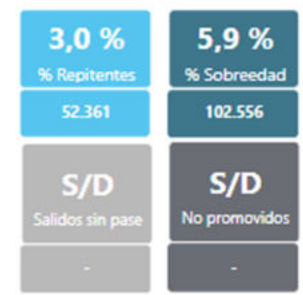 3,0 %
% Repitentes
52.361
5,9 %
% Sobreedad
102.556
S/D
Salidos sin pase
-
S/D
No promovidos
-